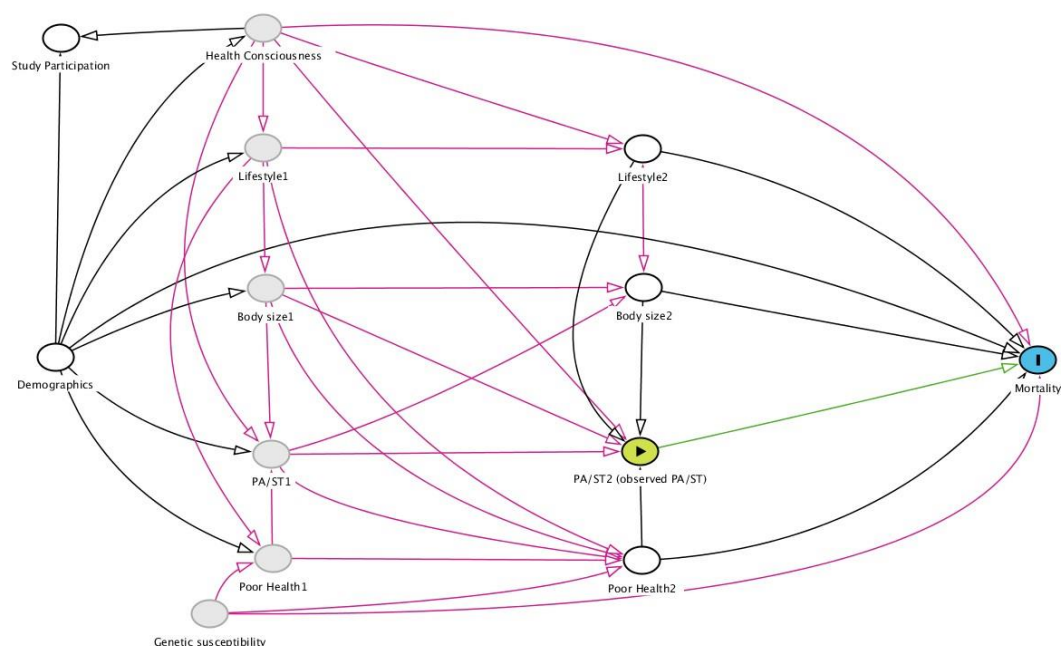 Study Participation
Health Consciousness
Lifestyle1
Lifestyle2
Body size1
Body size2
Demographics
Mortality
PA/ST1
PA/ST2 (observed PA/ST)
Poor Health1
Poor Health2
Genetic susceptibility